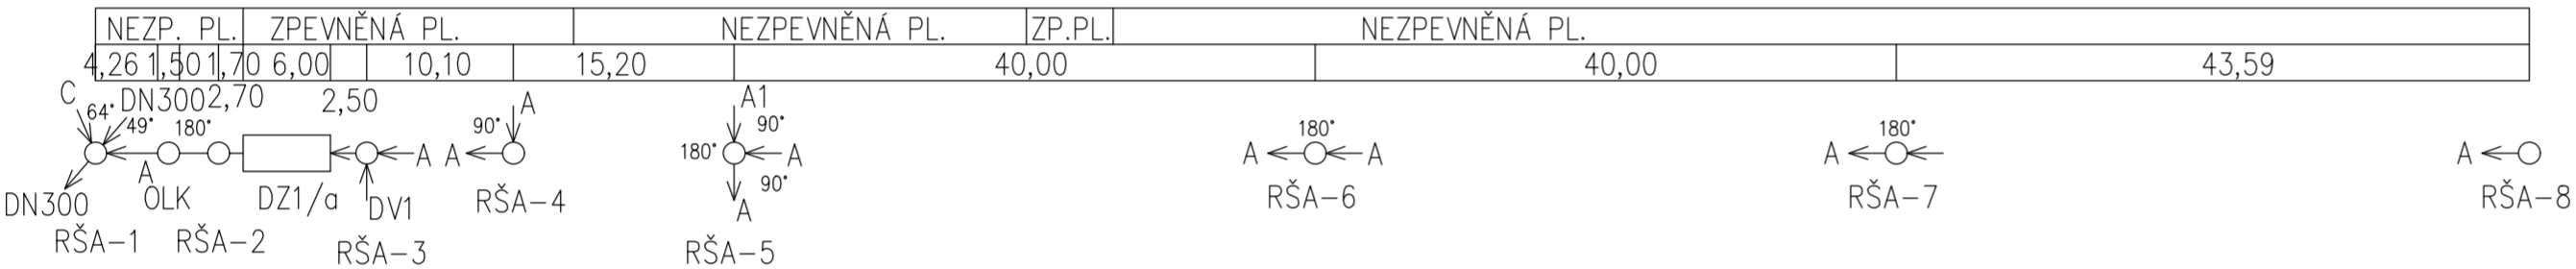 NEZP. PL. ZPEVNĚNÁ PL. NEZPEVNĚNÁ PL. ZP.PL. NEZPEVNĚNÁ PL.
4,26 1,50 1,70 6,00 10,10 15,20 40,00 40,00 43,59
C DN300 2,70 2,50 A A1
64° 49° 180° 90° 90° 180° 180°
A A 180° A A A A A
A 90°
DN300 OLK DZ1/a DV1 RŠA-4 A RŠA-6 RŠA-7 RŠA-8
RŠA-1 RŠA-2 RŠA-3 RŠA-5